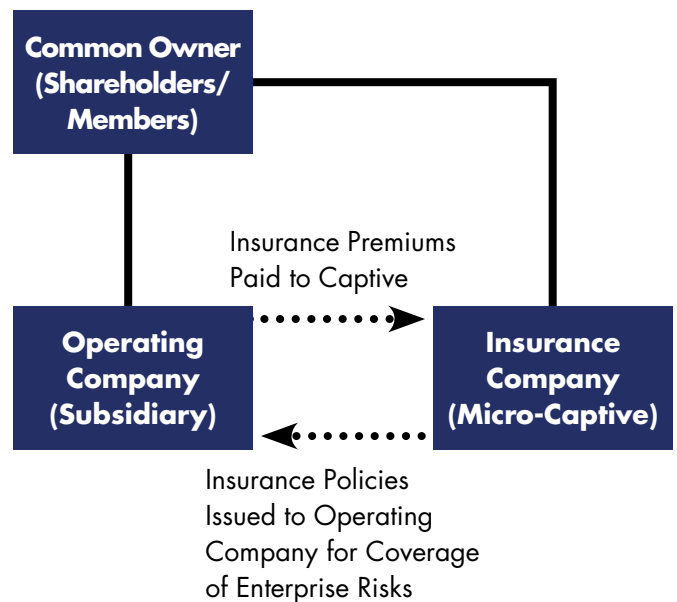 Common Owner
(Shareholders/
Members)
Insurance Premiums
Paid to Captive
Operating
Company
(Subsidiary)
Insurance
Company
(Micro-Captive)
Insurance Policies
Issued to Operating
Company for Coverage
of Enterprise Risks